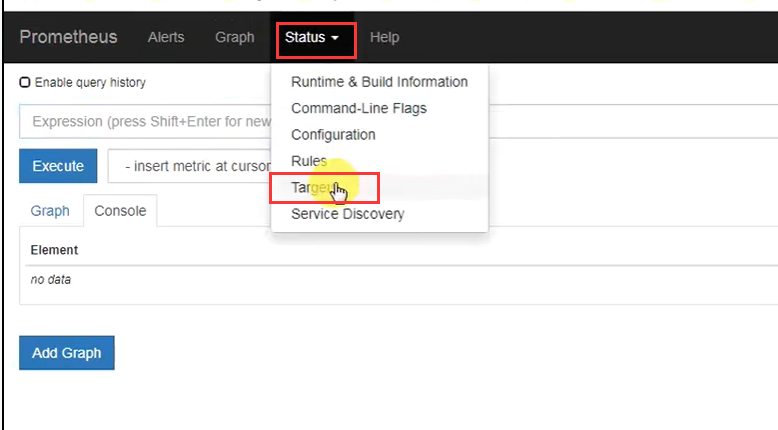 Prometheus Alerts Graph Status Help
Enable query history
Runtime & Build Information
Command-Line Flags
Configuration
Rules
Service Discovery
Expression (press Shift+Enter for new
Execute
- insert metric at cursor
Graph Console
Element
no data
Add Graph